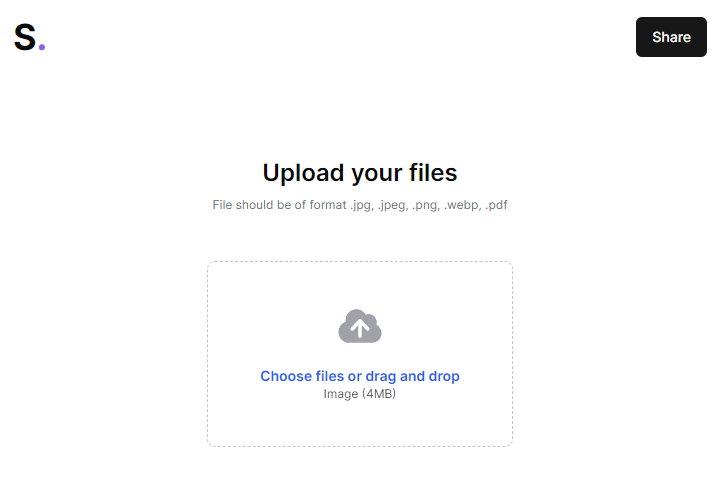 S.
Share
Upload your files
File should be of format .jpg, .jpeg, .png, .webp, .pdf
Choose files or drag and drop
Image (4MB)